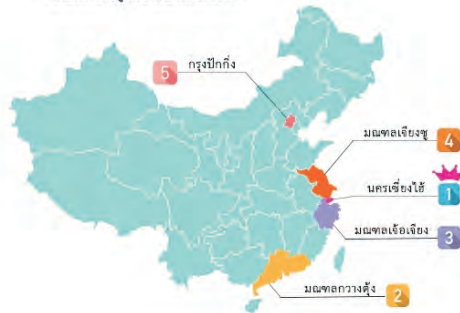 5 กรุงปักกิ่ง
มณฑลเจียงซู 4
นครเซี่ยงไฮ้ 1
มณฑลเจ้อเจียง 3
มณฑลกวางตุ้ง 2